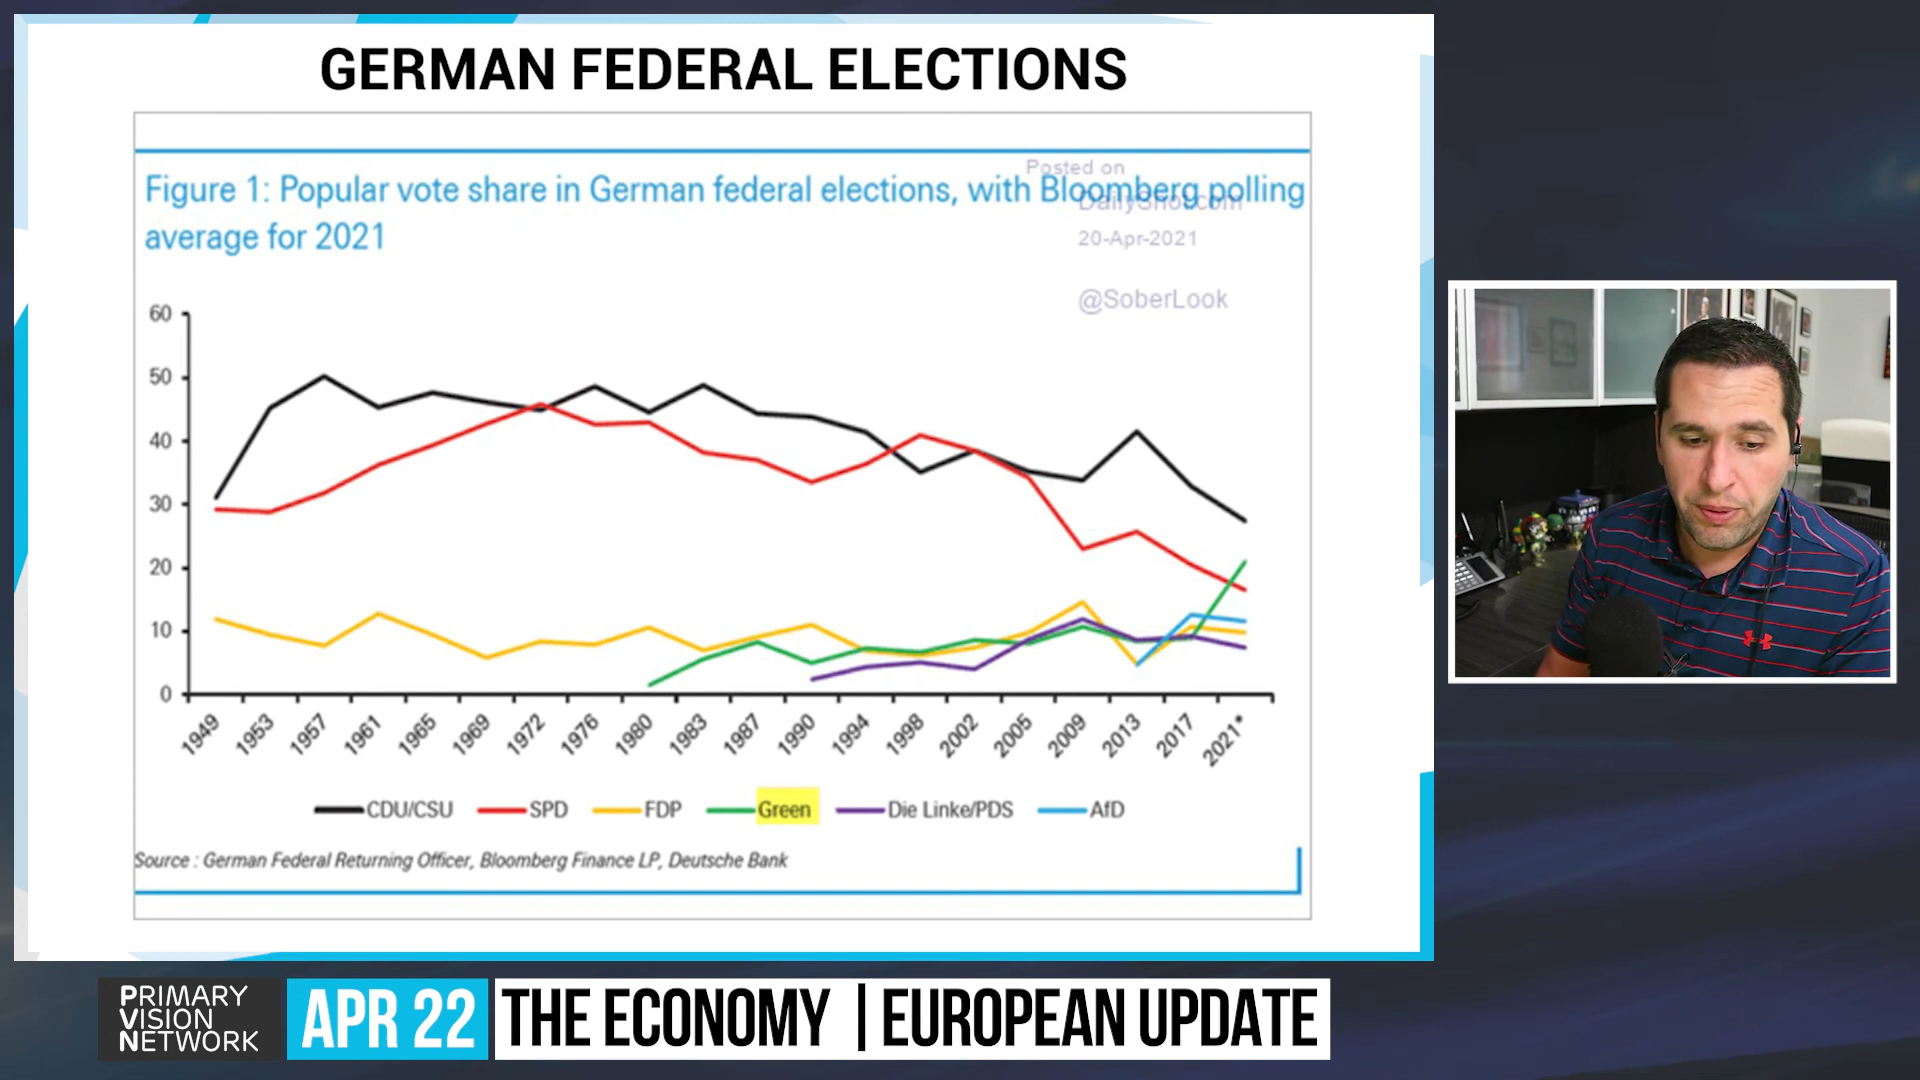 GERMAN FEDERAL ELECTIONS
Posted on
Figure 1: Popular vote share in German federal elections, with Bloomberg polling
DailyShot.com
average for 2021
20-Apr-2021
@SoberLook
60
50
40
30
20
10
0
1949 1953 1957 1961 1965 1969 1972 1976 1980 1983 1987 1990 1994 1998 2002 2005 2009 2013 2017 2021*
CDU/CSU SPD FDP Green Die Linke/PDS AfD
Source : German Federal Returning Officer, Bloomberg Finance LP, Deutsche Bank
PRIMARY
VISION
NETWORK
APR 22
THE ECONOMY | EUROPEAN UPDATE